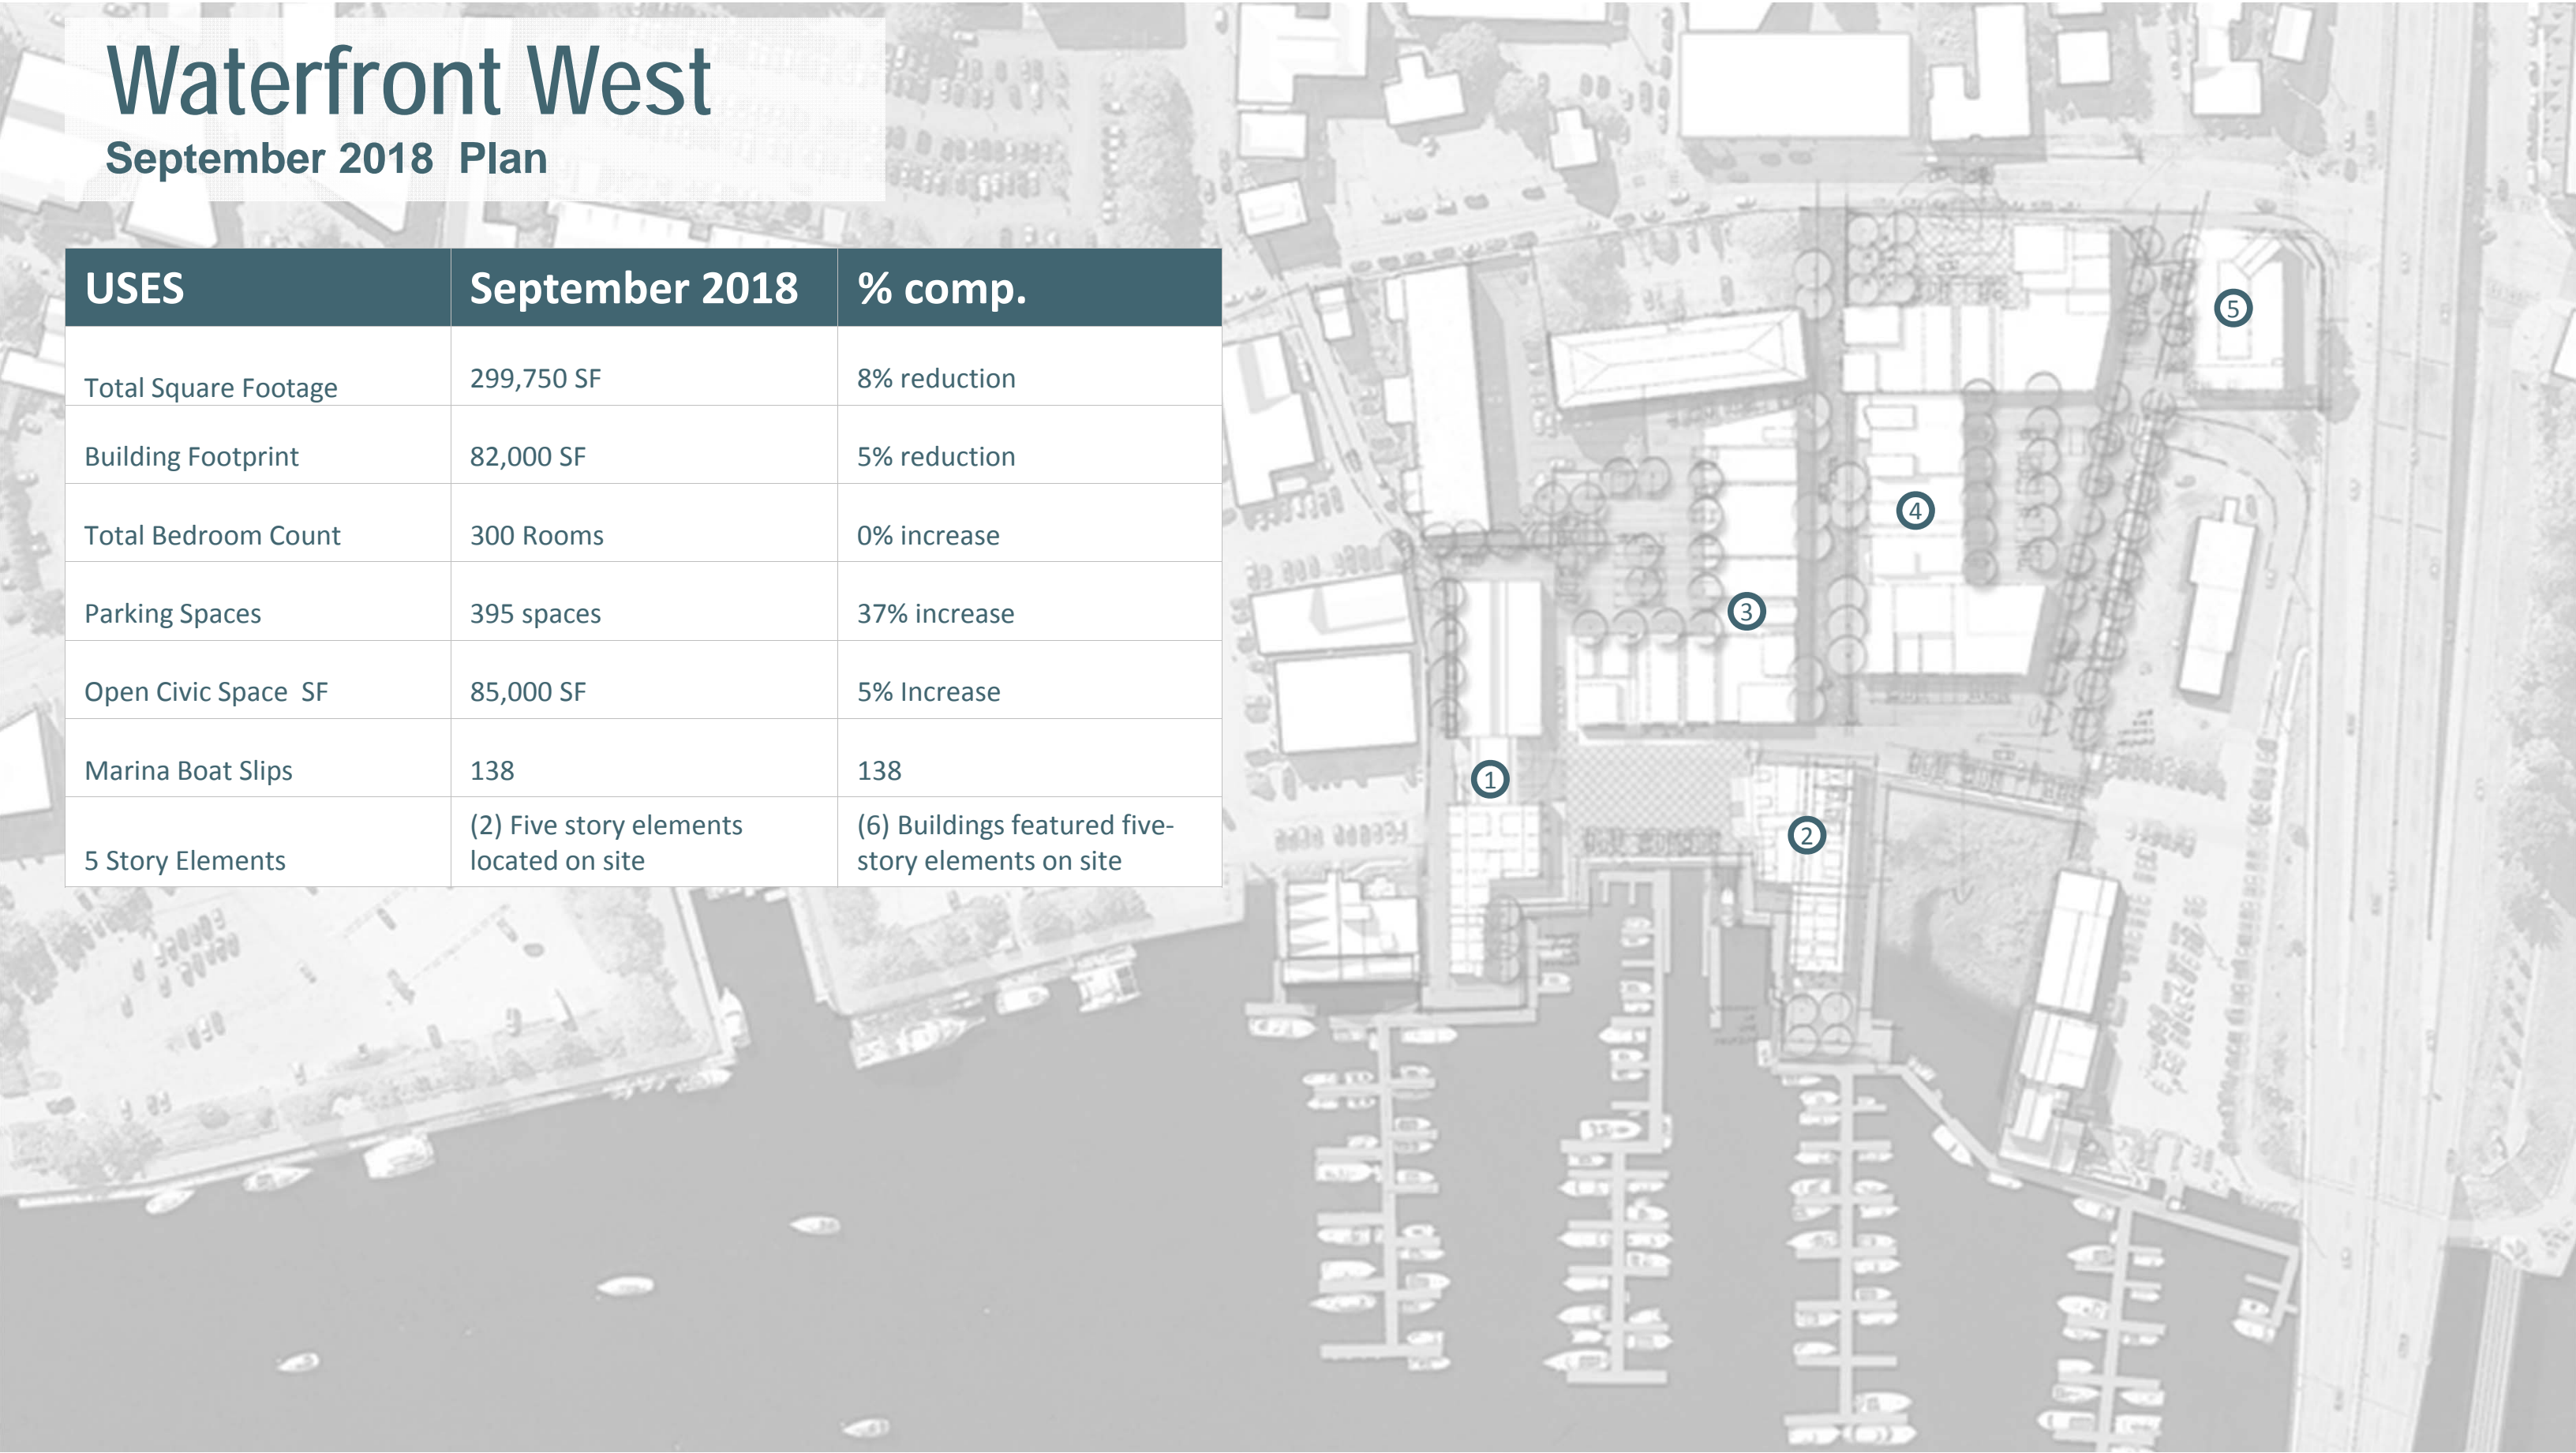 Waterfront West
September 2018  Plan
USES
September 2018
% comp.
Total Square Footage
299,750 SF
8% reduction
Building Footprint
82,000 SF
5% reduction
Total Bedroom Count
300 Rooms
0% increase
Parking Spaces
395 spaces
37% increase
Open Civic Space  SF
85,000 SF
5% Increase
Marina Boat Slips
138
138
5 Story Elements
(2) Five story elements
located on site
(6) Buildings featured five-
story elements on site
5
4
3
1
2